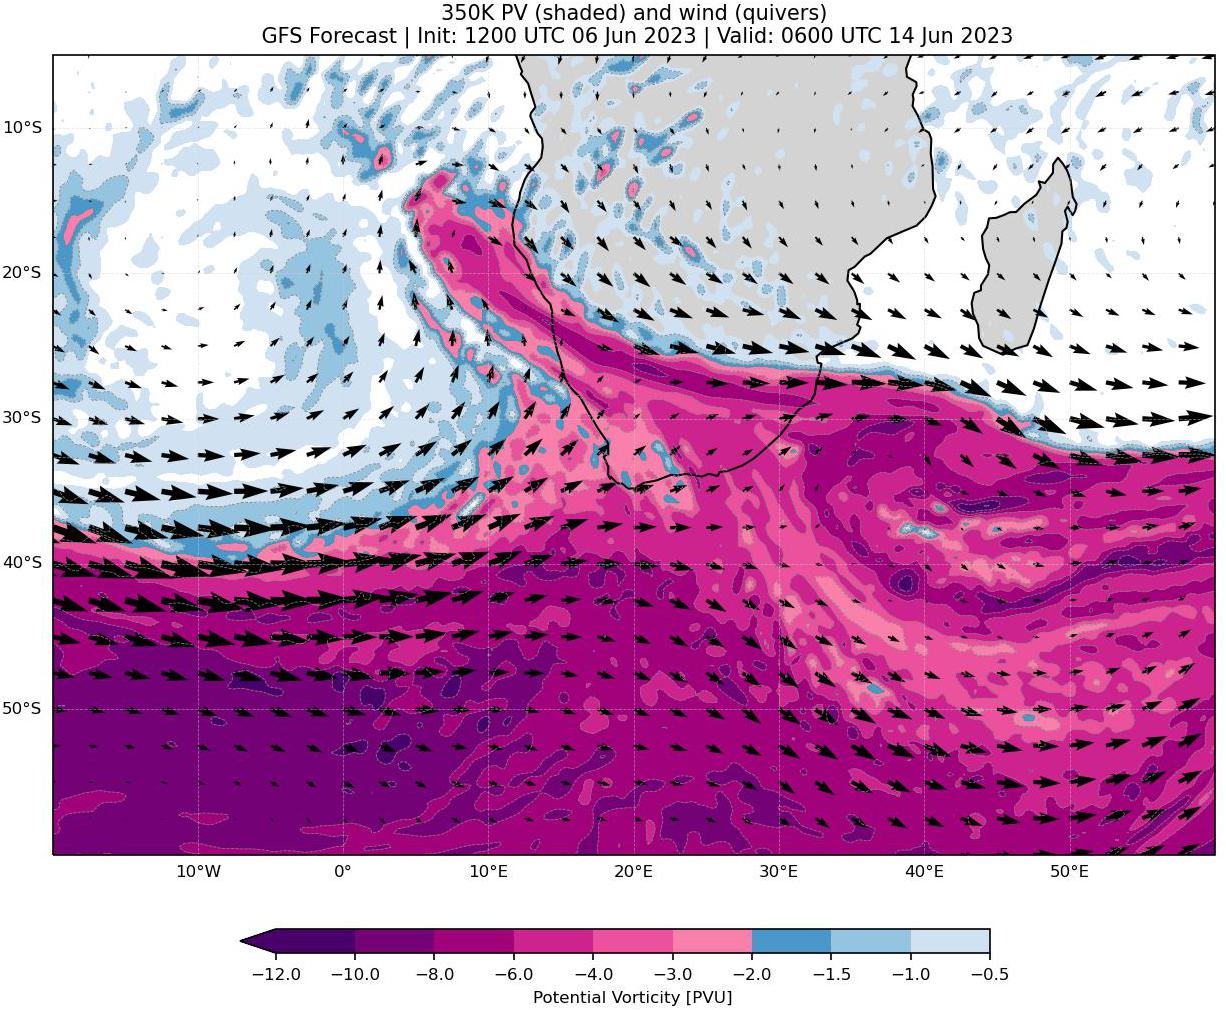 350K PV (shaded) and wind (quivers)
GFS Forecast | Init: 1200 UTC 06 Jun 2023 | Valid: 0600 UTC 14 Jun 2023
10°S
20°S
30°S
40°S
50°S
10°W 0° 10°E 20°E 30°E 40°E 50°E
−12.0 −10.0 −8.0 −6.0 −4.0 −3.0 −2.0 −1.5 −1.0 −0.5
Potential Vorticity [PVU]